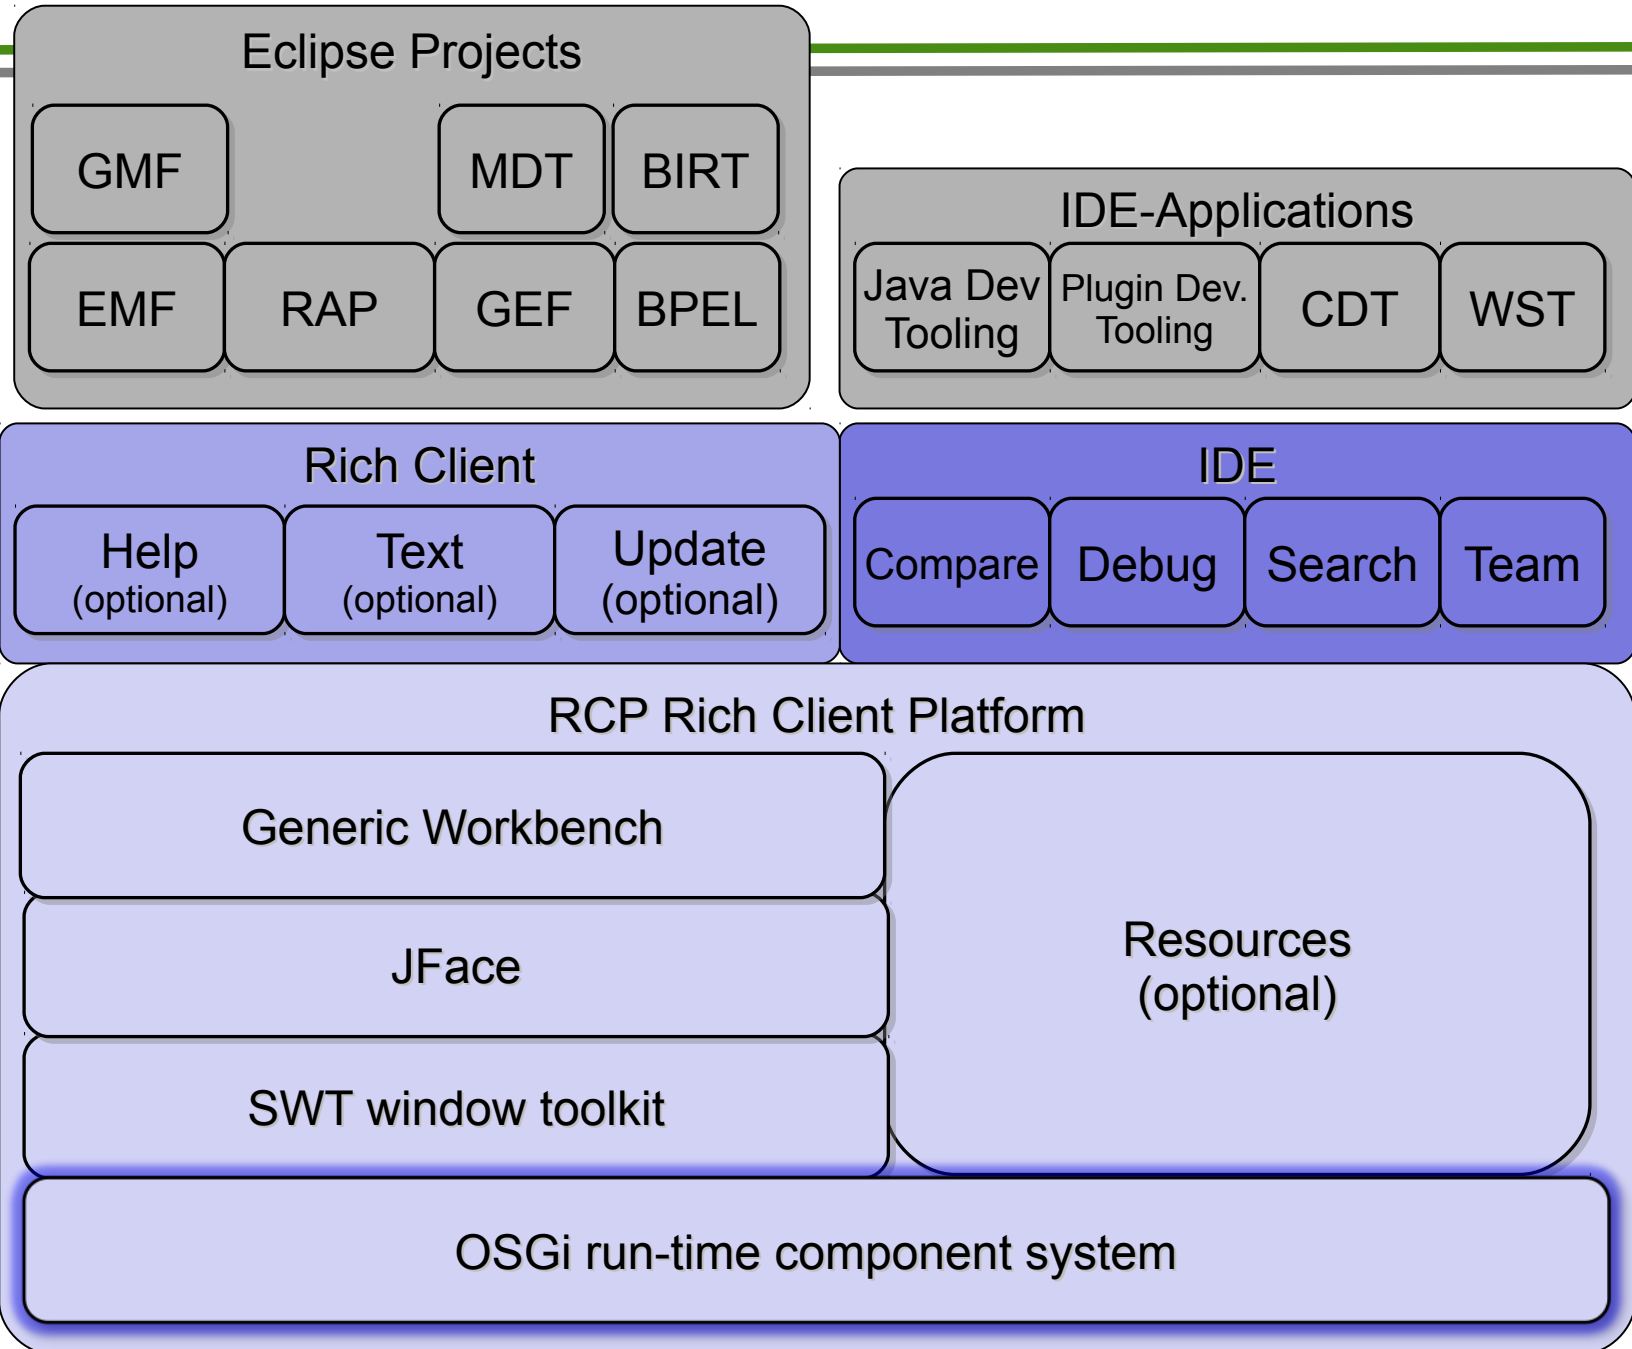 Eclipse Projects
GMF
MDT
BIRT
EMF
RAP
GEF
BPEL
IDE-Applications
Java Dev
Tooling
Plugin Dev.
Tooling
CDT
WST
Rich Client
Help
(optional)
Text
(optional)
Update
(optional)
IDE
Compare
Debug
Search
Team
RCP Rich Client Platform
Generic Workbench
JFace
SWT window toolkit
Resources
(optional)
OSGi run-time component system